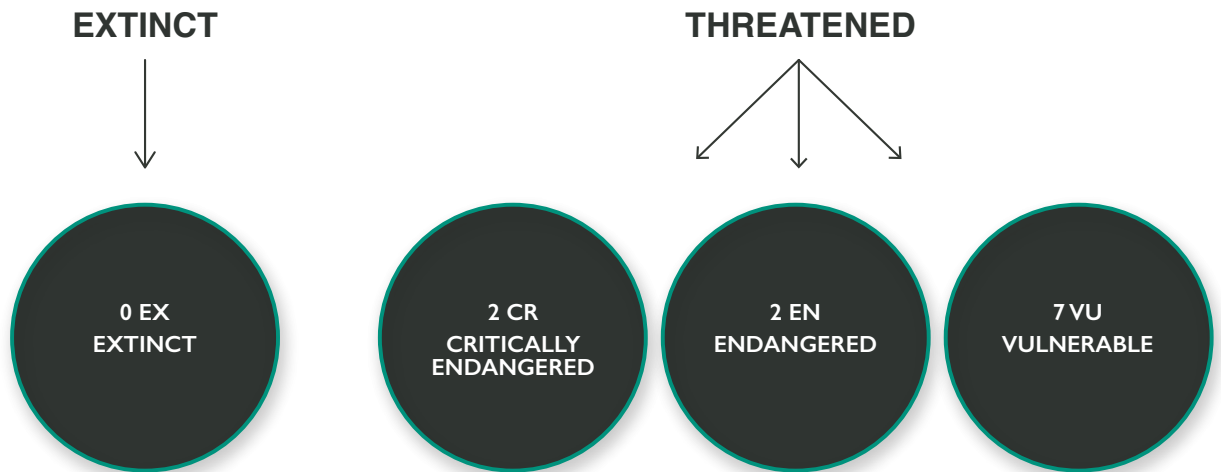 EXTINCT
THREATENED
0 EX
EXTINCT
2 CR
CRITICALLY
ENDANGERED
2 EN
ENDANGERED
7 VU
VULNERABLE